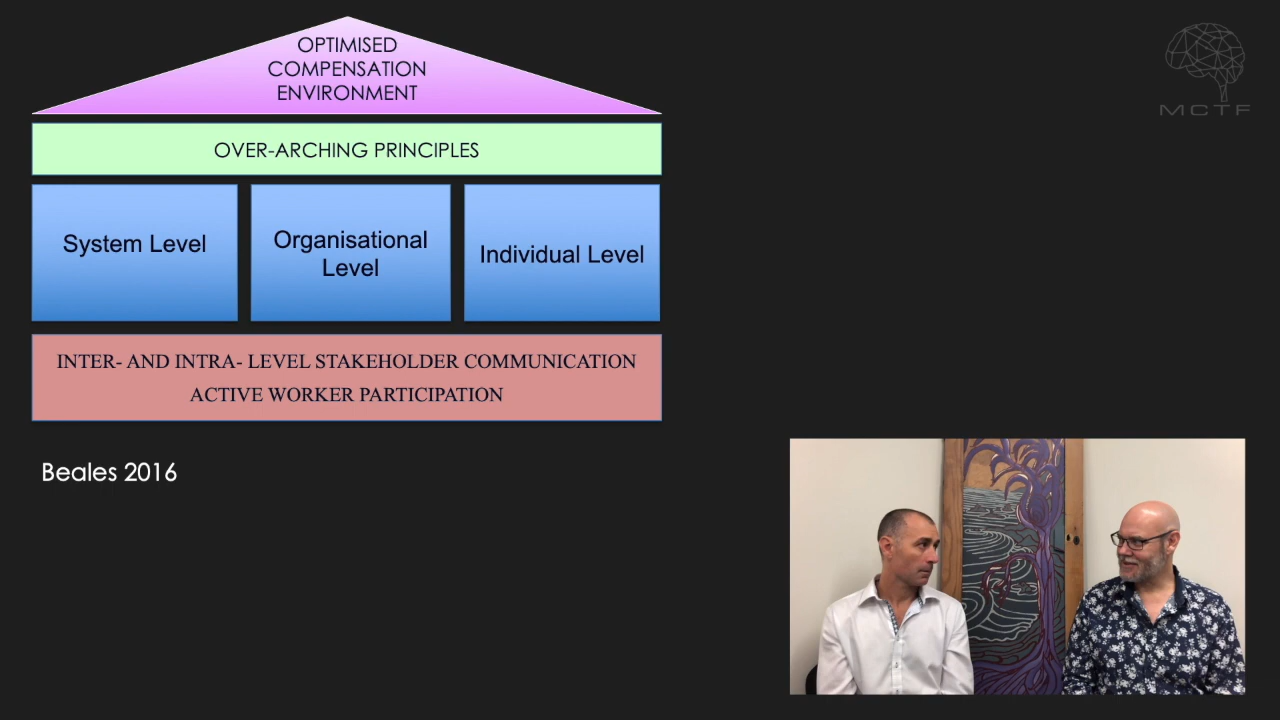 OPTIMISED
COMPENSATION
ENVIRONMENT
OVER-ARCHING PRINCIPLES
System Level
Organisational
Level
Individual Level
INTER- AND INTRA- LEVEL STAKEHOLDER COMMUNICATION
ACTIVE WORKER PARTICIPATION
Beales 2016
MCTF